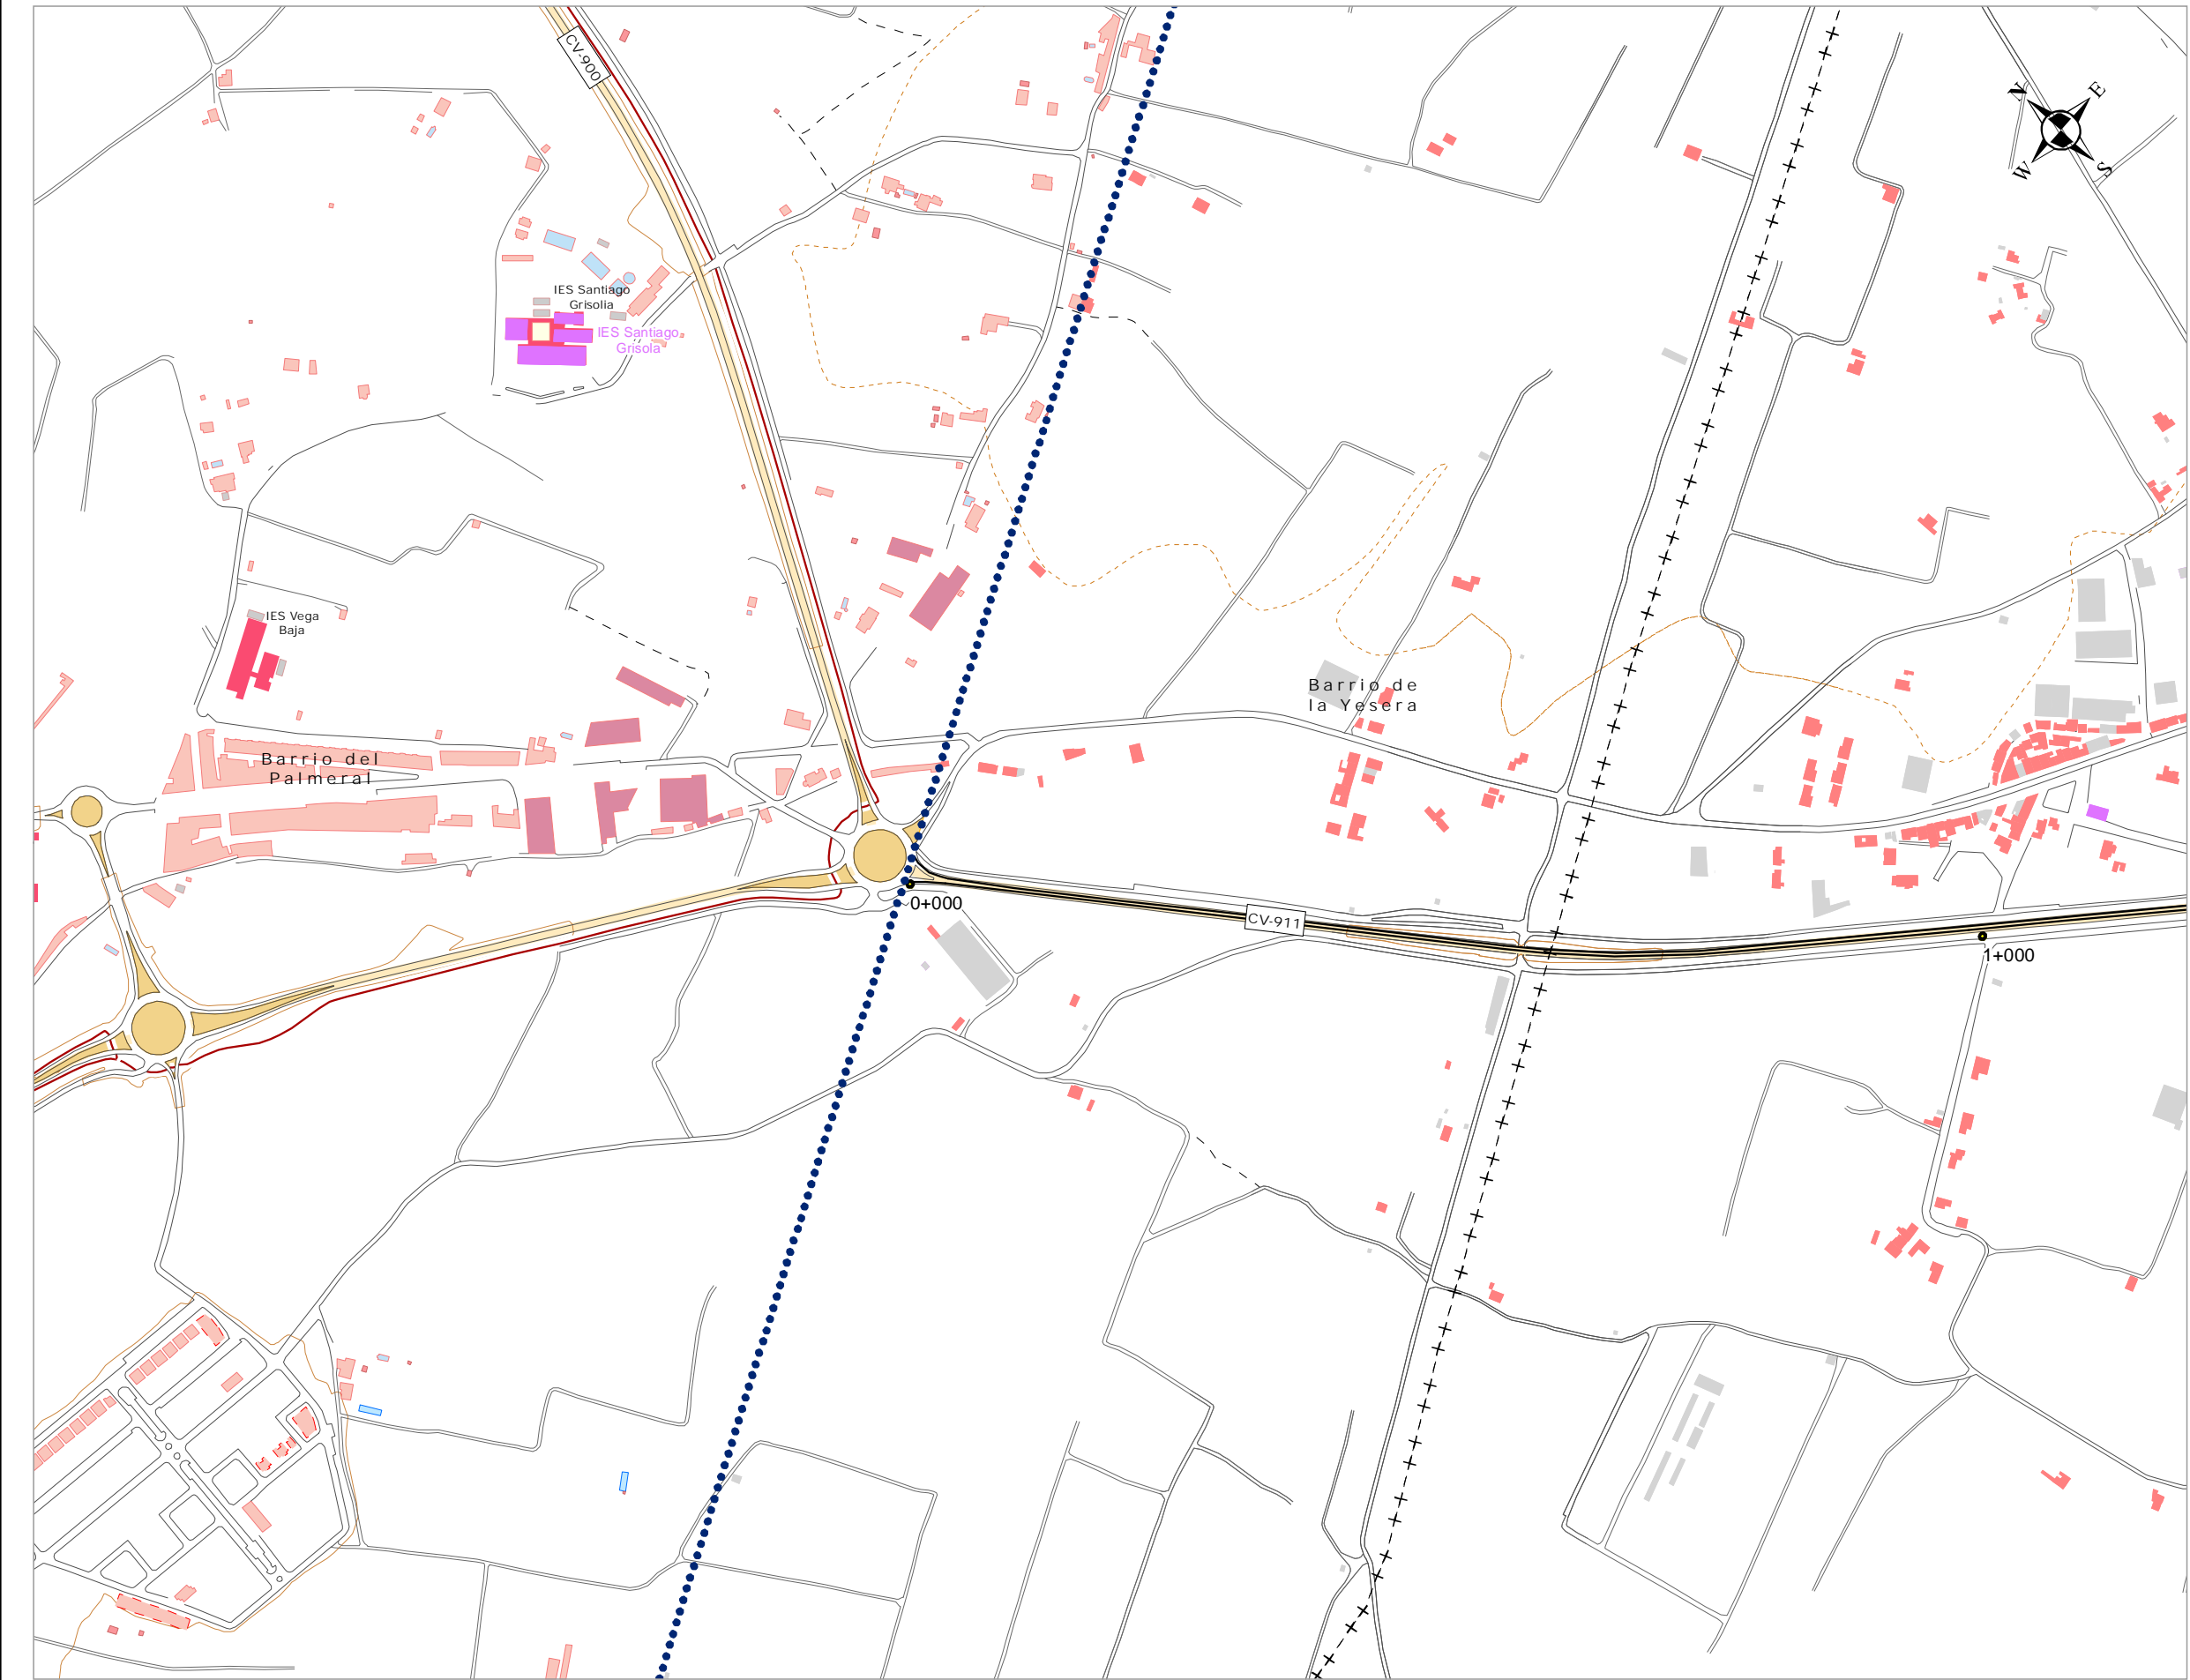 CV-900
N
E
W
S
IES Santiago
Grisolia
IES Santiago
Grisola
IES Vega
Baja
Barrio de
la Yesera
Barrio del
Palmeral
0+000
CV-911
1+000